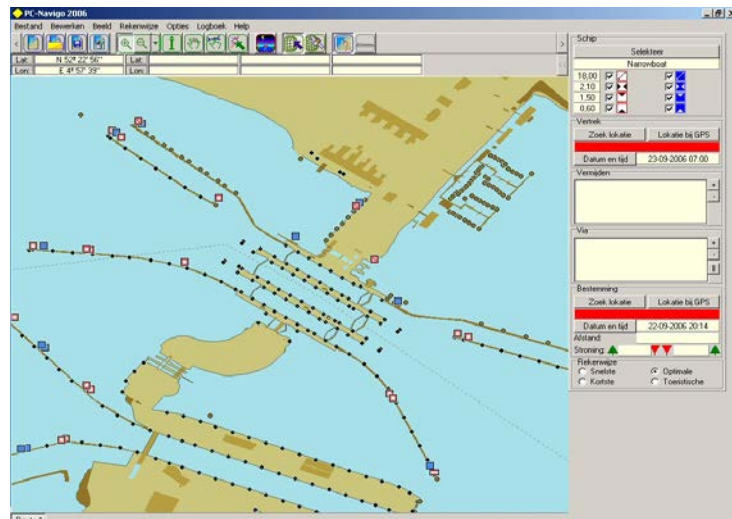 PC-Navigo 2006
Bestand Bewerken Beeld Rekenwijze Opties Logboek Help
Lat: N 52º 22' 56'' Lat:
Lon: E 4º 57' 39'' Lon:
Schip
Selekteer
Narrowboat
18,00
2,10
1,50
0,60
Vertrek
Zoek lokatie Lokatie bij GPS
Datum en tijd 23-09-2006 07:00
Vermijden
+
-
Via
+
-
Bestemming
Zoek lokatie Lokatie bij GPS
Datum en tijd 22-09-2006 20:14
Afstand:
Stroming:
Rekenwijze
Snelste Optimale
Kortste Toeristische